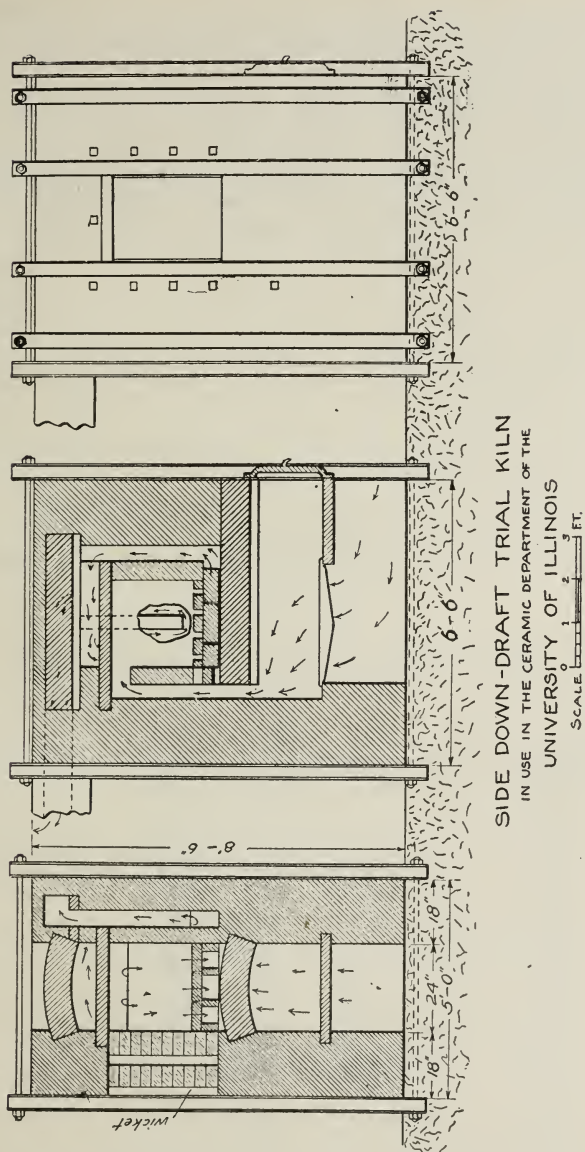 6'-6"
6'-6"
8'-6"
18"
24"
18"
5'-0"
wicket
SIDE DOWN-DRAFT TRIAL KILN
IN USE IN THE CERAMIC DEPARTMENT OF THE
UNIVERSITY OF ILLINOIS
SCALE 0 1 2 3 FT.